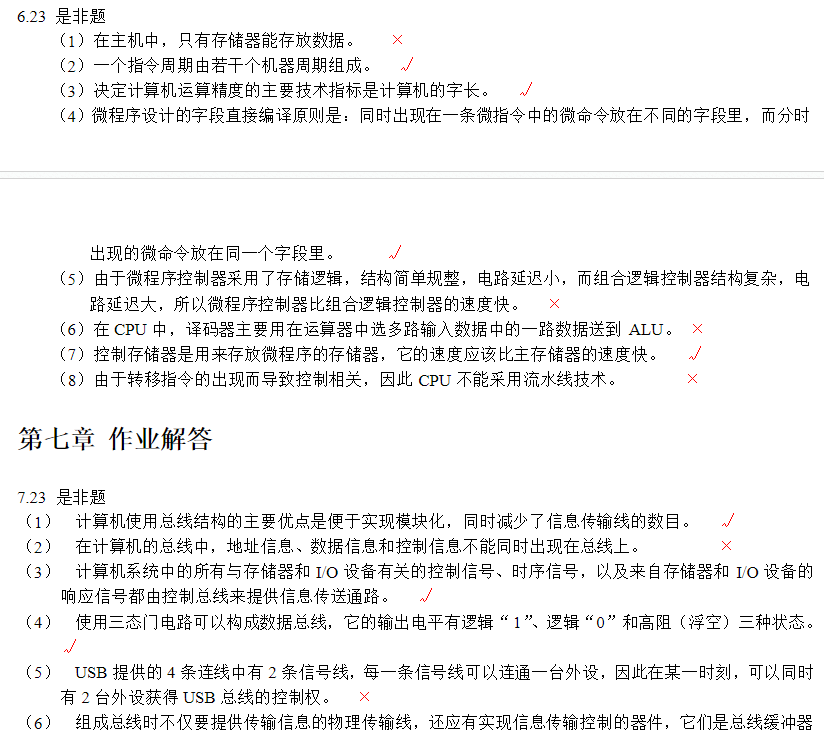 6.23 是非题
（1）在主机中，只有存储器能存放数据。 ×
（2）一个指令周期由若干个机器周期组成。 √
（3）决定计算机运算精度的主要技术指标是计算机的字长。 √
（4）微程序设计的字段直接编译原则是：同时出现在一条微指令中的微命令放在不同的字段里，而分时
出现的微命令放在同一个字段里。 √
（5）由于微程序控制器采用了存储逻辑，结构简单规整，电路延迟小，而组合逻辑控制器结构复杂，电
路延迟大，所以微程序控制器比组合逻辑控制器的速度快。 ×
（6）在 CPU 中，译码器主要用在运算器中选多路输入数据中的一路数据送到 ALU。 ×
（7）控制存储器是用来存放微程序的存储器，它的速度应该比主存储器的速度快。 √
（8）由于转移指令的出现而导致控制相关，因此 CPU 不能采用流水线技术。 ×
第七章 作业解答
7.23 是非题
（1） 计算机使用总线结构的主要优点是便于实现模块化，同时减少了信息传输线的数目。 √
（2） 在计算机的总线中，地址信息、数据信息和控制信息不能同时出现在总线上。 ×
（3） 计算机系统中的所有与存储器和 I/O 设备有关的控制信号、时序信号，以及来自存储器和 I/O 设备的
响应信号都由控制总线来提供信息传送通路。 √
（4） 使用三态门电路可以构成数据总线，它的输出电平有逻辑“1”、逻辑“0”和高阻（浮空）三种状态。
√
（5） USB 提供的 4 条连线中有 2 条信号线，每一条信号线可以连通一台外设，因此在某一时刻，可以同时
有 2 台外设获得 USB 总线的控制权。 ×
（6） 组成总线时不仅要提供传输信息的物理传输线，还应有实现信息传输控制的器件，它们是总线缓冲器